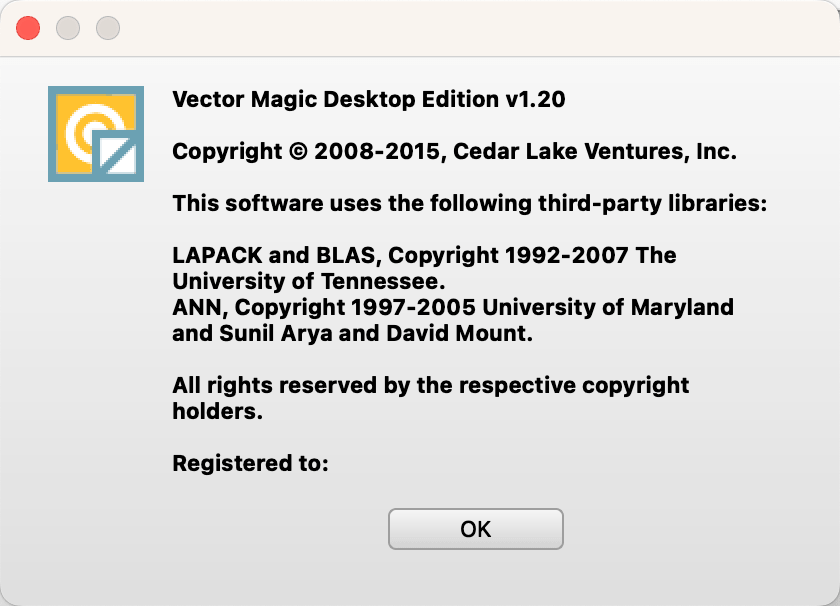 Vector Magic Desktop Edition v1.20
Copyright © 2008-2015, Cedar Lake Ventures, Inc.
This software uses the following third-party libraries:
LAPACK and BLAS, Copyright 1992-2007 The
University of Tennessee.
ANN, Copyright 1997-2005 University of Maryland
and Sunil Arya and David Mount.
All rights reserved by the respective copyright
holders.
Registered to:
OK